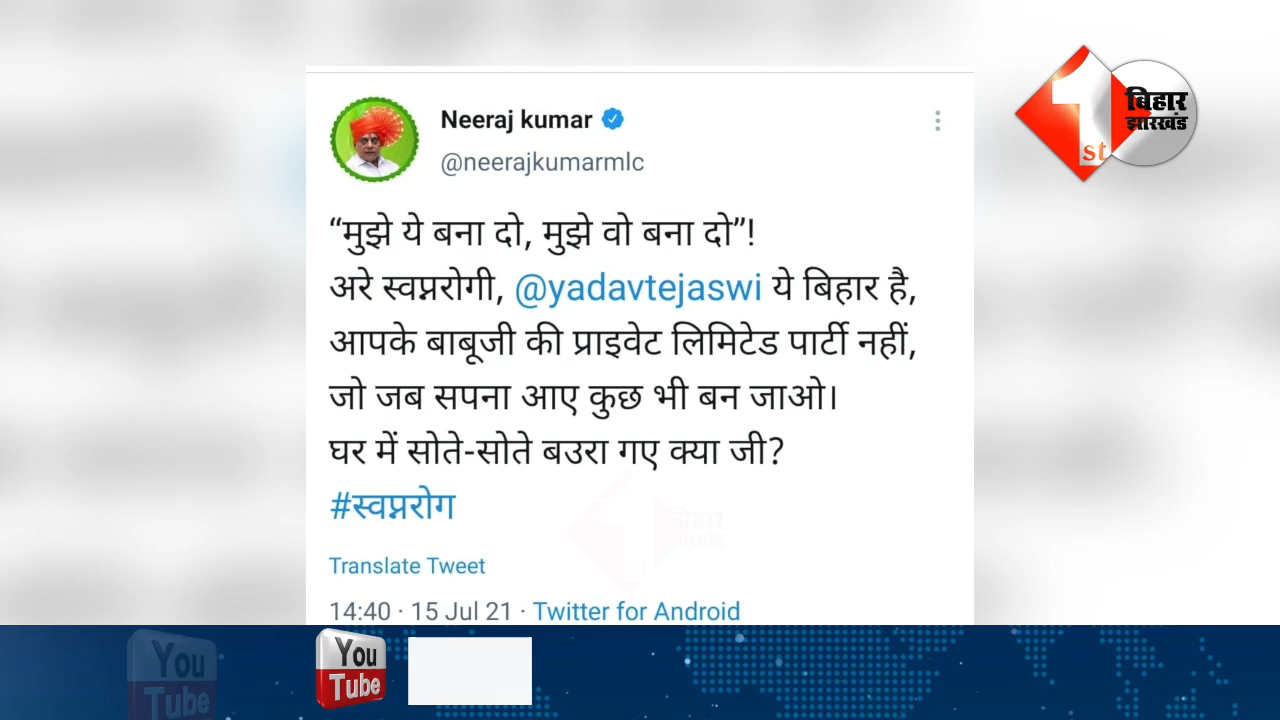 Neeraj kumar
@neerajkumarmlc
“मुझे ये बना दो, मुझे वो बना दो”!
अरे स्वप्नरोगी, @yadavtejaswi ये बिहार है,
आपके बाबूजी की प्राइवेट लिमिटेड पार्टी नहीं,
जो जब सपना आए कुछ भी बन जाओ।
घर में सोते-सोते बउरा गए क्या जी?
#स्वप्नरोग
Translate Tweet
14:40 · 15 Jul 21 · Twitter for Android
1st
बिहार
झारखंड
बिहार
झारखंड
You
Tube
You
Tube